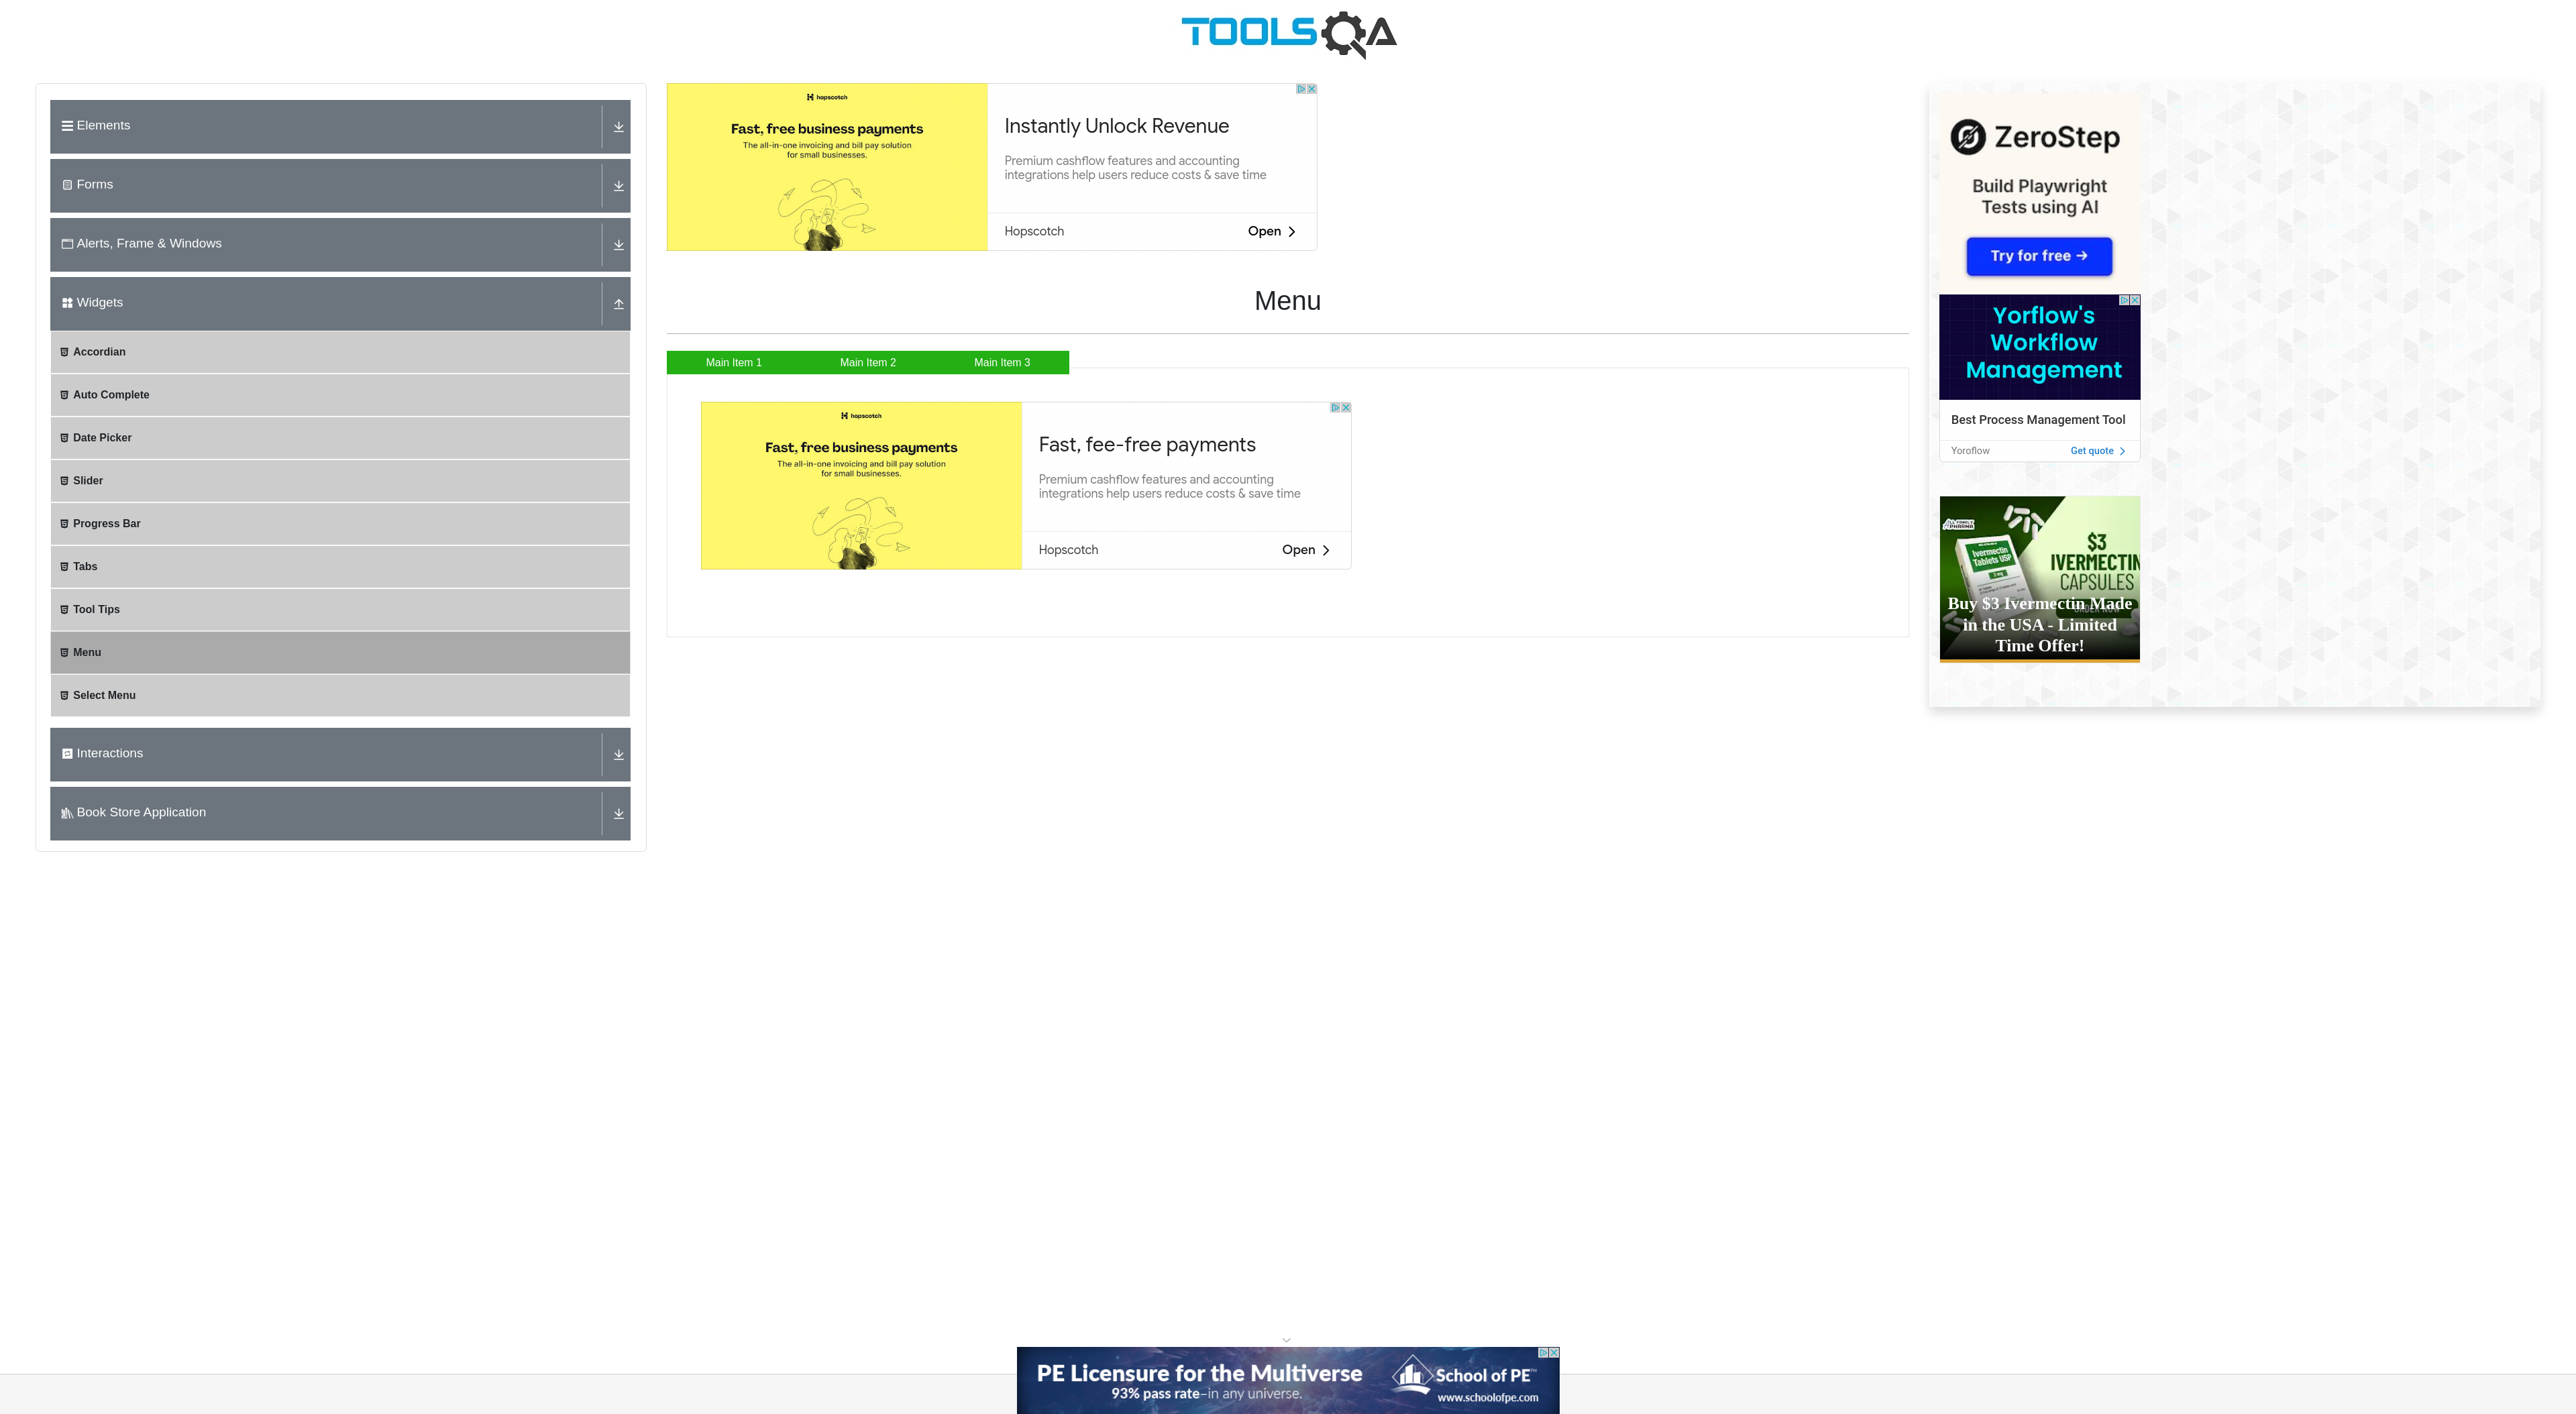 TOOLSQA
Elements
Forms
Alerts, Frame & Windows
Widgets
Accordian
Auto Complete
Date Picker
Slider
Progress Bar
Tabs
Tool Tips
Menu
Select Menu
Interactions
Book Store Application
hopscotch
Fast, free business payments
The all-in-one invoicing and bill pay solution
for small businesses.
Instantly Unlock Revenue
Premium cashflow features and accounting
integrations help users reduce costs & save time
Hopscotch
Open
Menu
Main Item 1
Main Item 2
Main Item 3
hopscotch
Fast, free business payments
The all-in-one invoicing and bill pay solution
for small businesses.
Fast, fee-free payments
Premium cashflow features and accounting
integrations help users reduce costs & save time
Hopscotch
Open
ZeroStep
Build Playwright
Tests using AI
Try for free →
Yorflow's
Workflow
Management
Best Process Management Tool
Yoroflow
Get quote
Ivermectin
Tablets USP
$3
IVERMECTIN
CAPSULES
ORDER NOW
Buy $3 Ivermectin Made
in the USA - Limited
Time Offer!
PE Licensure for the Multiverse
93% pass rate–in any universe.
School of PE
www.schoolofpe.com